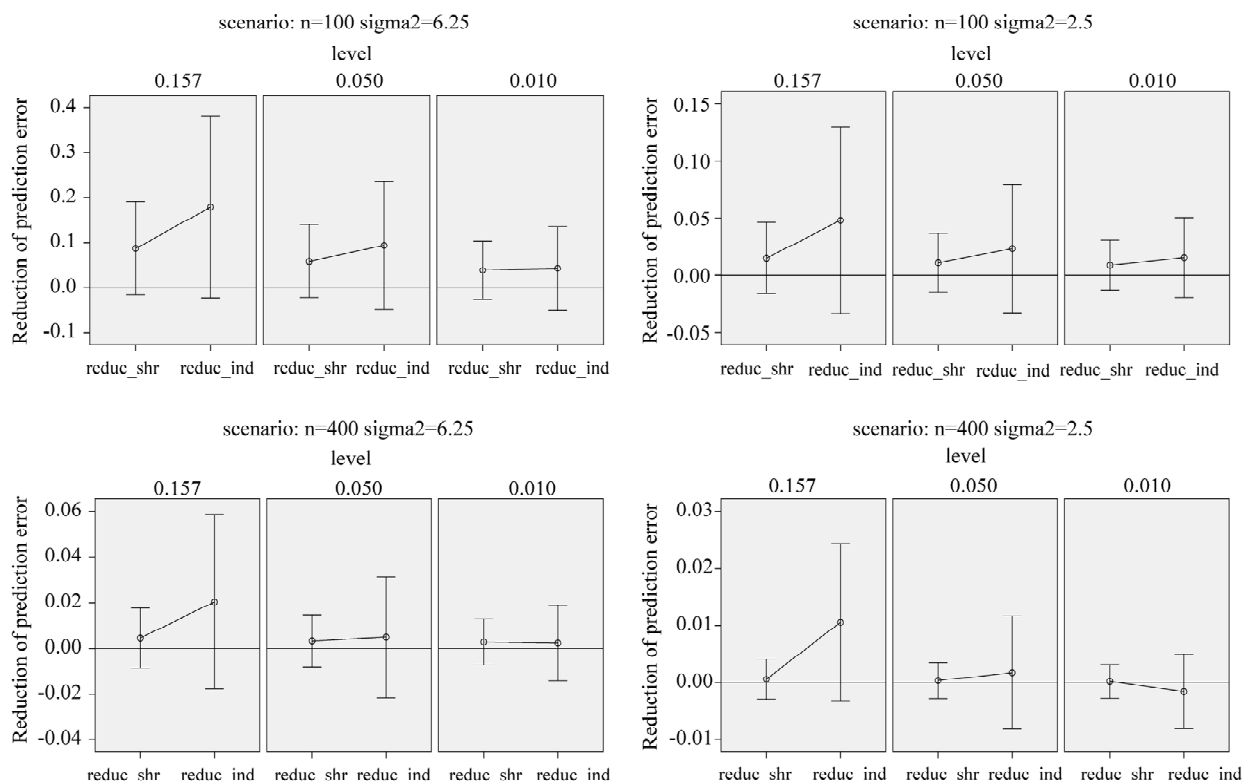 scenario: n=100 sigma2=6.25
level
0.157 0.050 0.010
Reduction of prediction error
0.4
0.3
0.2
0.1
0.0
-0.1
reduc_shr reduc_ind reduc_shr reduc_ind reduc_shr reduc_ind
scenario: n=100 sigma2=2.5
level
0.157 0.050 0.010
Reduction of prediction error
0.15
0.10
0.05
0.00
-0.05
reduc_shr reduc_ind reduc_shr reduc_ind reduc_shr reduc_ind
scenario: n=400 sigma2=6.25
level
0.157 0.050 0.010
Reduction of prediction error
0.06
0.04
0.02
0.00
-0.02
-0.04
reduc_shr reduc_ind reduc_shr reduc_ind reduc_shr reduc_ind
scenario: n=400 sigma2=2.5
level
0.157 0.050 0.010
Reduction of prediction error
0.03
0.02
0.01
0.00
-0.01
reduc_shr reduc_ind reduc_shr reduc_ind reduc_shr reduc_ind